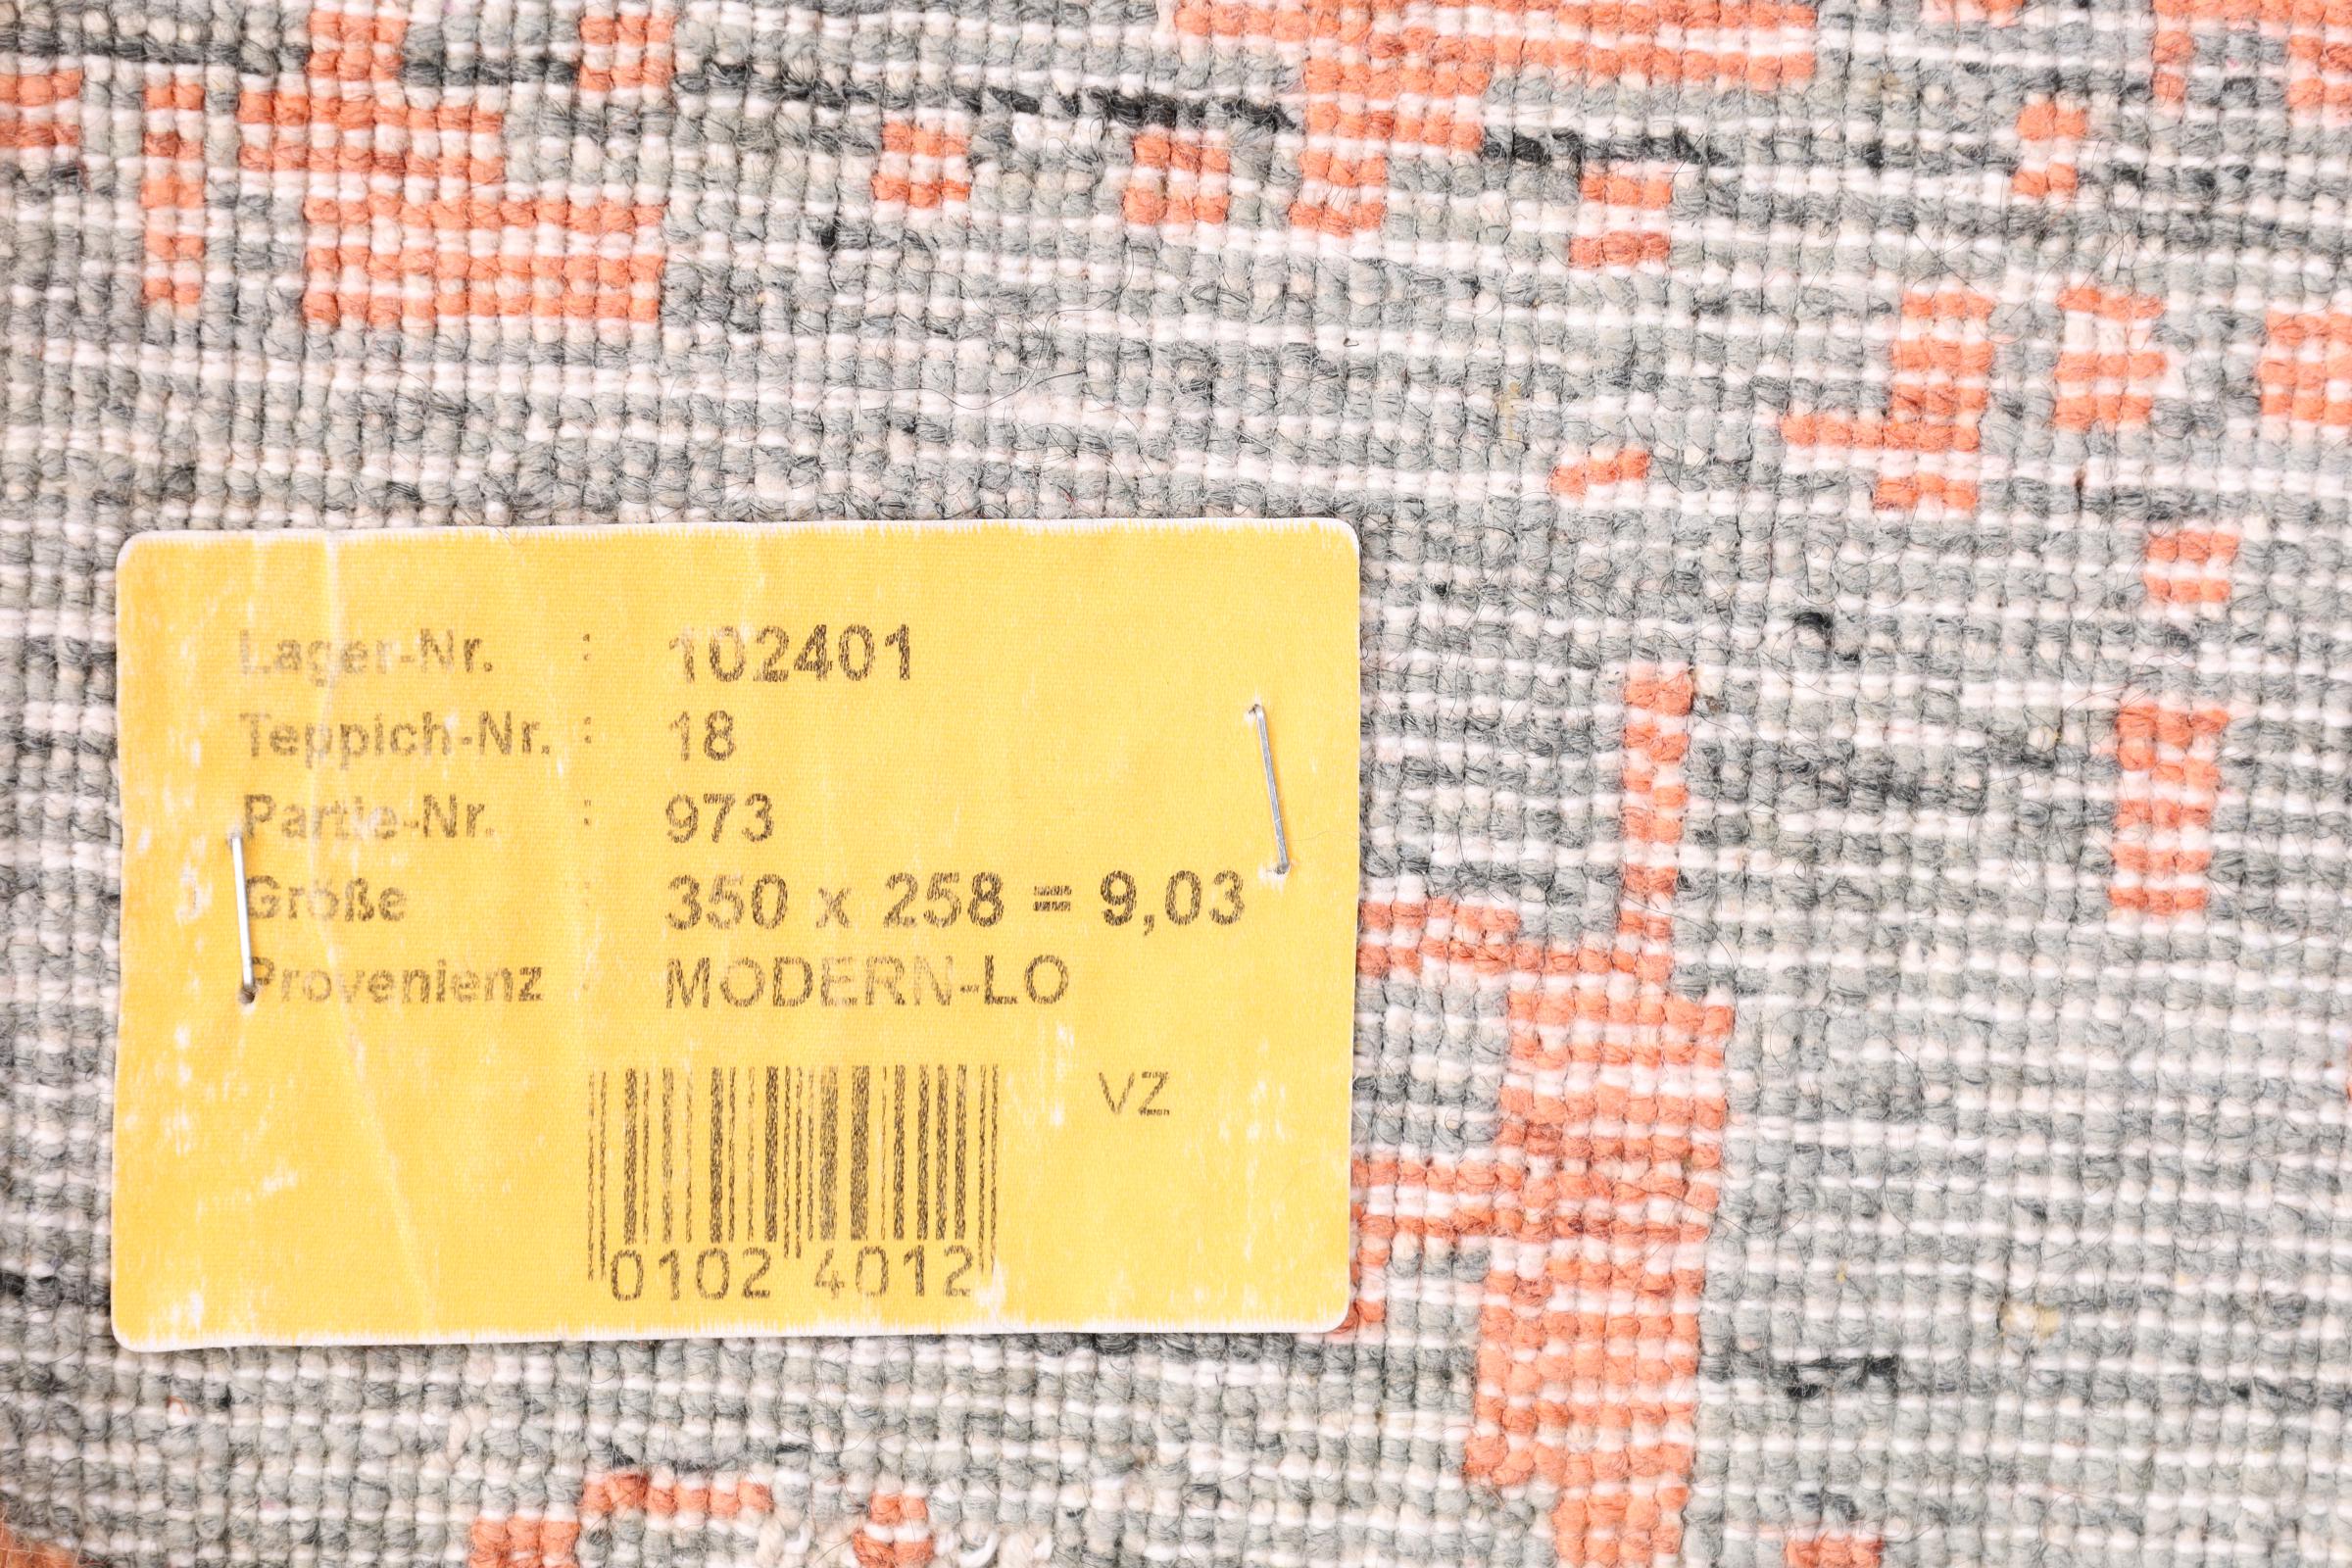 Lager-Nr. : 102401
Teppich-Nr. : 18
Partie-Nr. : 973
Größe : 350 x 258 = 9,03
Provenienz : MODERN-LO
VZ
0102 4012